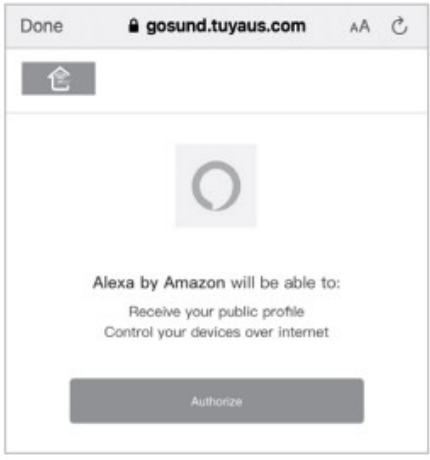 Done gosund.tuyaus.com AA
Alexa by Amazon will be able to:
Receive your public profile
Control your devices over internet
Authorize